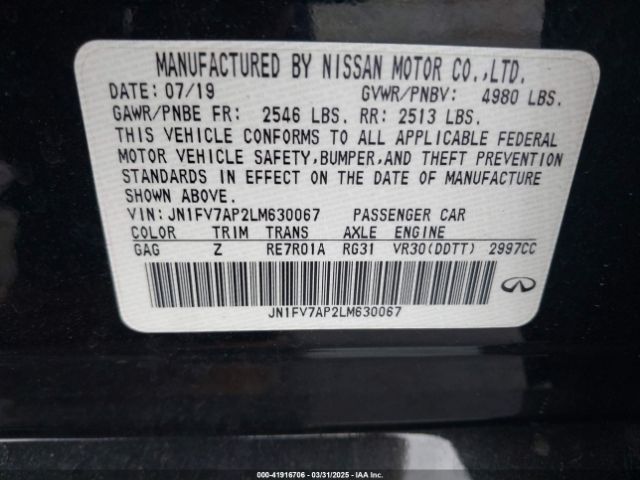 MANUFACTURED BY NISSAN MOTOR CO.,LTD.
DATE: 07/19 GVWR/PNBV: 4980 LBS.
GAWR/PNBE FR: 2546 LBS. RR: 2513 LBS.
THIS VEHICLE CONFORMS TO ALL APPLICABLE FEDERAL
MOTOR VEHICLE SAFETY,BUMPER,AND THEFT PREVENTION
STANDARDS IN EFFECT ON THE DATE OF MANUFACTURE
SHOWN ABOVE.
VIN: JN1FV7AP2LM630067 PASSENGER CAR
COLOR TRIM TRANS AXLE ENGINE
GAG Z RE7R01A RG31 VR30(DDTT) 2997CC
JN1FV7AP2LM630067
000-41916706 03/31/2025 - IAAI Inc.